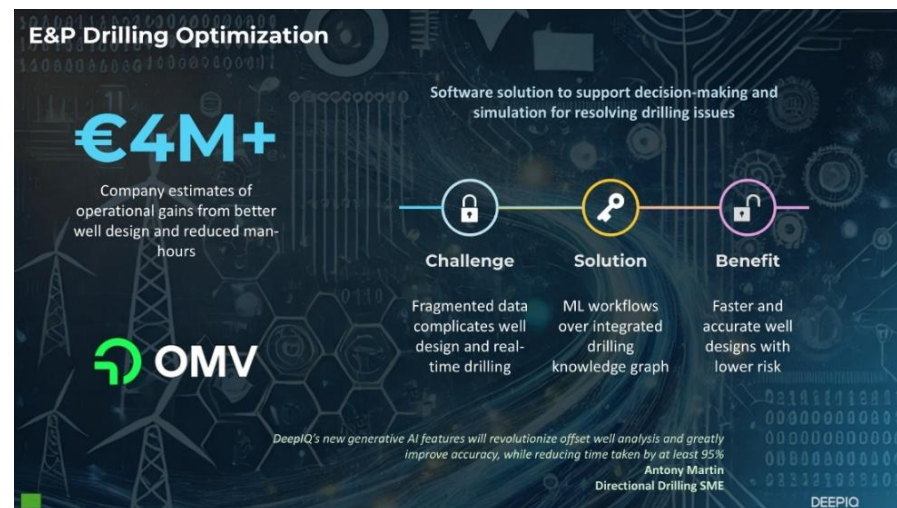 E&P Drilling Optimization
€4M+
Company estimates of
operational gains from better
well design and reduced man-
hours
OMV
Software solution to support decision-making and
simulation for resolving drilling issues
Challenge
Fragmented data
complicates well
design and real-
time drilling
Solution
ML workflows
over integrated
drilling
knowledge graph
Benefit
Faster and
accurate well
designs with
lower risk
DeepIQ's new generative AI features will revolutionize offset well analysis and greatly
improve accuracy, while reducing time taken by at least 95%
Antony Martin
Directional Drilling SME
DEEPIQ